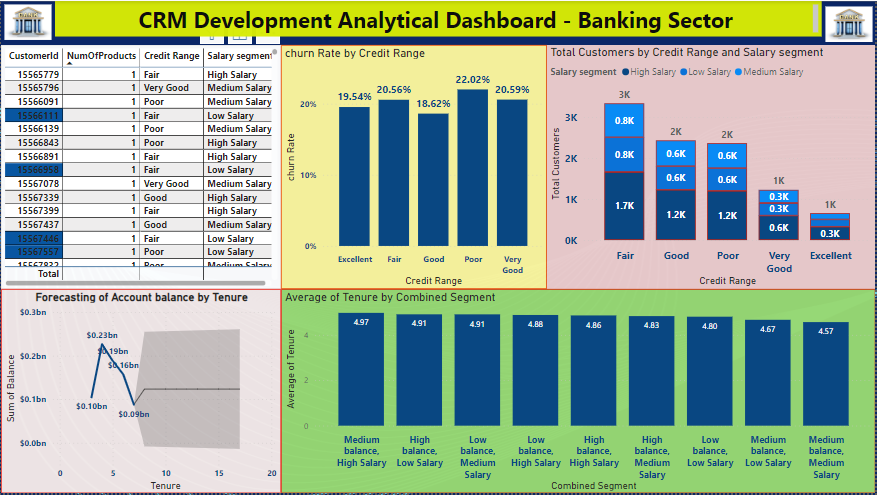 CRM Development Analytical Dashboard - Banking Sector
CustomerId NumOfProducts Credit Range Salary segment
15565779 1 Fair High Salary
15565796 1 Very Good Medium Salary
15566091 1 Poor Medium Salary
15566111 1 Fair Low Salary
15566139 1 Poor Medium Salary
15566843 1 Poor High Salary
15566891 1 Fair High Salary
15566958 1 Fair Low Salary
15567078 1 Very Good Medium Salary
15567339 1 Good High Salary
15567399 1 Fair High Salary
15567437 1 Good Medium Salary
15567446 1 Fair Low Salary
15567557 1 Poor Low Salary
15567832 1 Poor Medium Salary
Total
churn Rate by Credit Range
churn Rate
20%
10%
0%
19.54% 20.56% 18.62% 22.02% 20.59%
Excellent Fair Good Poor Very
Good
Credit Range
Total Customers by Credit Range and Salary segment
Salary segment High Salary Low Salary Medium Salary
Total Customers
3K
2K
1K
0K
3K
0.8K
0.8K
1.7K
2K
0.6K
0.6K
1.2K
2K
0.6K
0.6K
1.2K
1K
0.3K
0.3K
0.6K
1K
0.3K
Fair Good Poor Very Excellent
Good
Credit Range
Forecasting of Account balance by Tenure
Sum of Balance
$0.3bn
$0.2bn
$0.1bn
$0.0bn
$0.23bn
$0.19bn
$0.16bn
$0.10bn
$0.09bn
0 5 10 15 20
Tenure
Average of Tenure by Combined Segment
Average of Tenure
4
2
0
4.97 4.91 4.91 4.88 4.86 4.83 4.80 4.67 4.57
Medium High Low Low High High Low Medium Medium
balance, balance, balance, balance, balance, balance, balance, balance, balance,
High Salary Low Salary Medium High Salary High Salary Medium Low Salary Low Salary Medium
Salary Salary Salary
Combined Segment